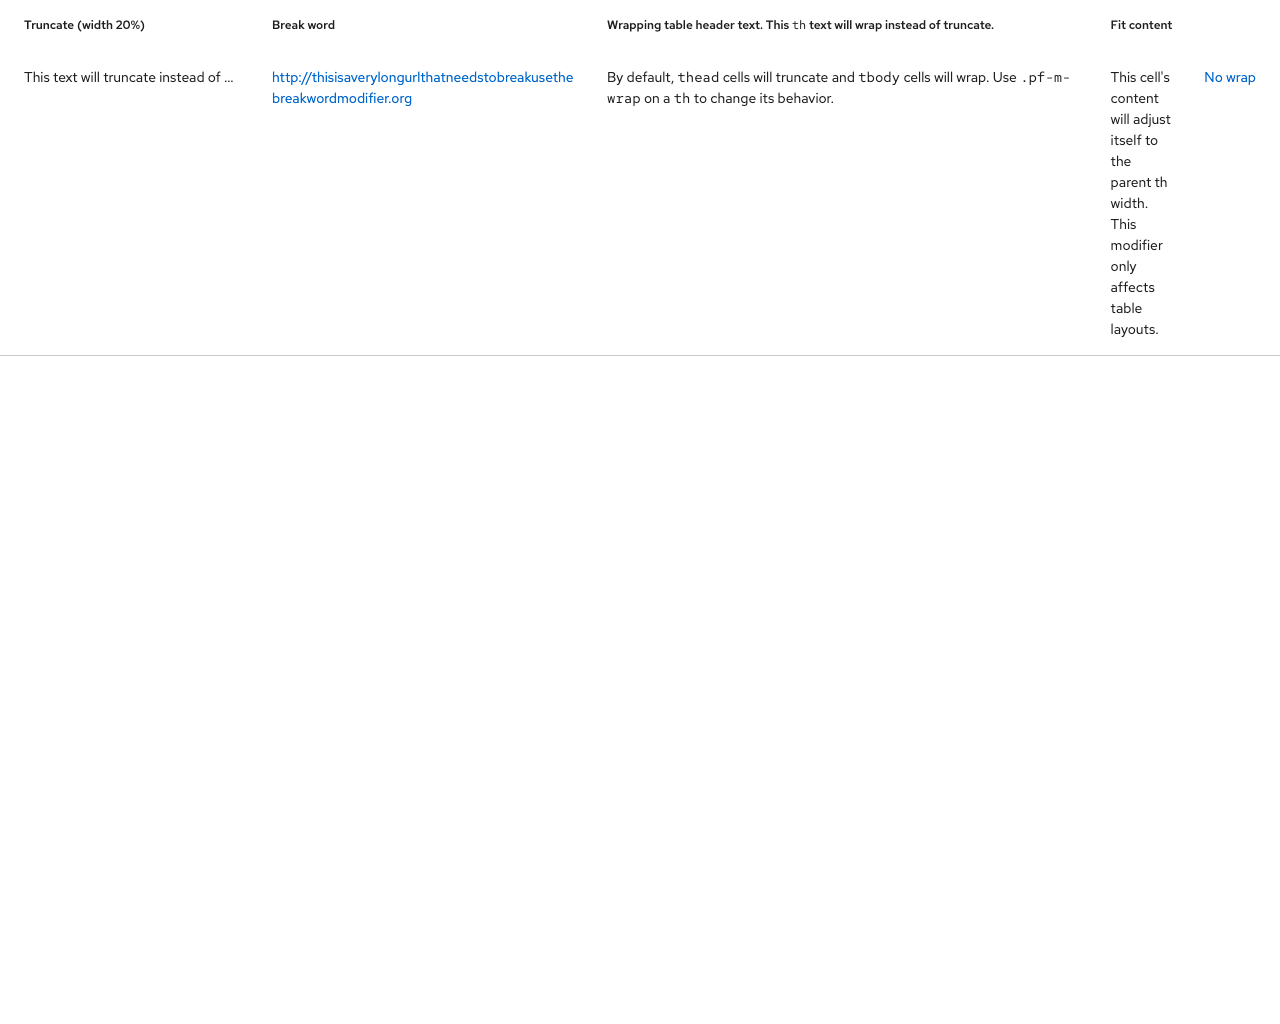 Truncate (width 20%)
Break word
Wrapping table header text. This th text will wrap instead of truncate.
Fit content
This text will truncate instead of ...
http://thisisaverylongurlthatneedstobreakusethe
breakwordmodifier.org
By default, thead cells will truncate and tbody cells will wrap. Use .pf-m-
wrap on a th to change its behavior.
This cell's
content
will adjust
itself to
the
parent th
width.
This
modifier
only
affects
table
layouts.
No wrap